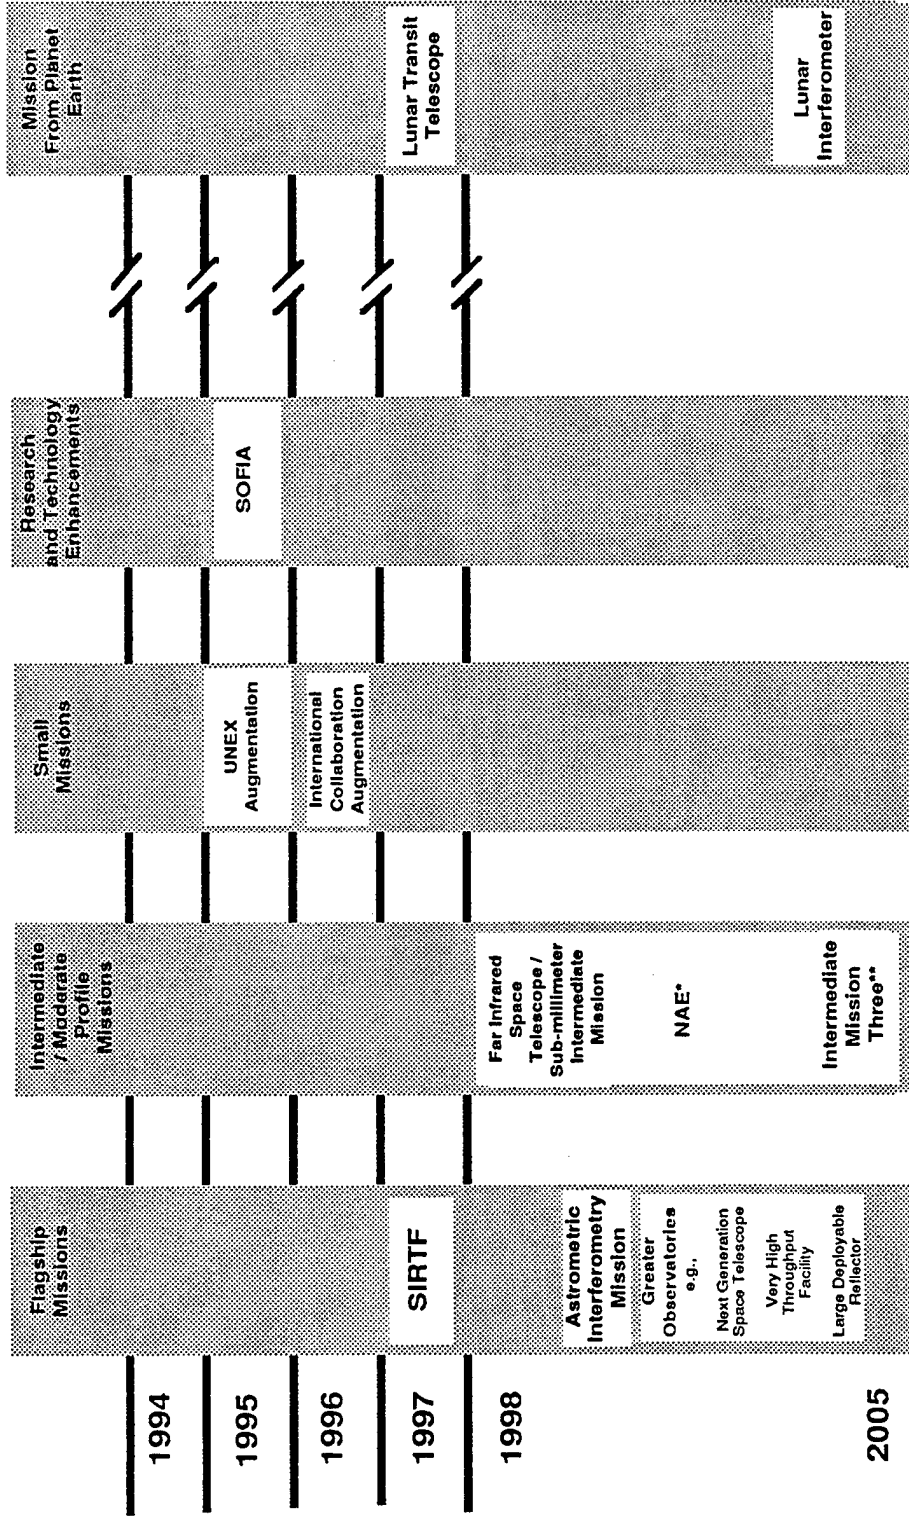 Flagship
Missions
Intermediate
/ Moderate
Profile
Missions
Small
Missions
Research
and Technology
Enhancements
Mission
From Planet
Earth
1994
1995
UNEX
Augmentation
SOFIA
1996
International
Collaboration
Augmentation
1997
SIRTF
Lunar Transit
Telescope
1998
Astrometric
Interferometry
Mission
Greater
Observatories
e.g.,
Next Generation
Space Telescope
Very High
Throughput
Facility
Large Deployable
Reflector
Far Infrared
Space
Telescope /
Sub-millimeter
Intermediate
Mission
NAE*
Intermediate
Mission
Three**
Lunar
Interferometer
2005